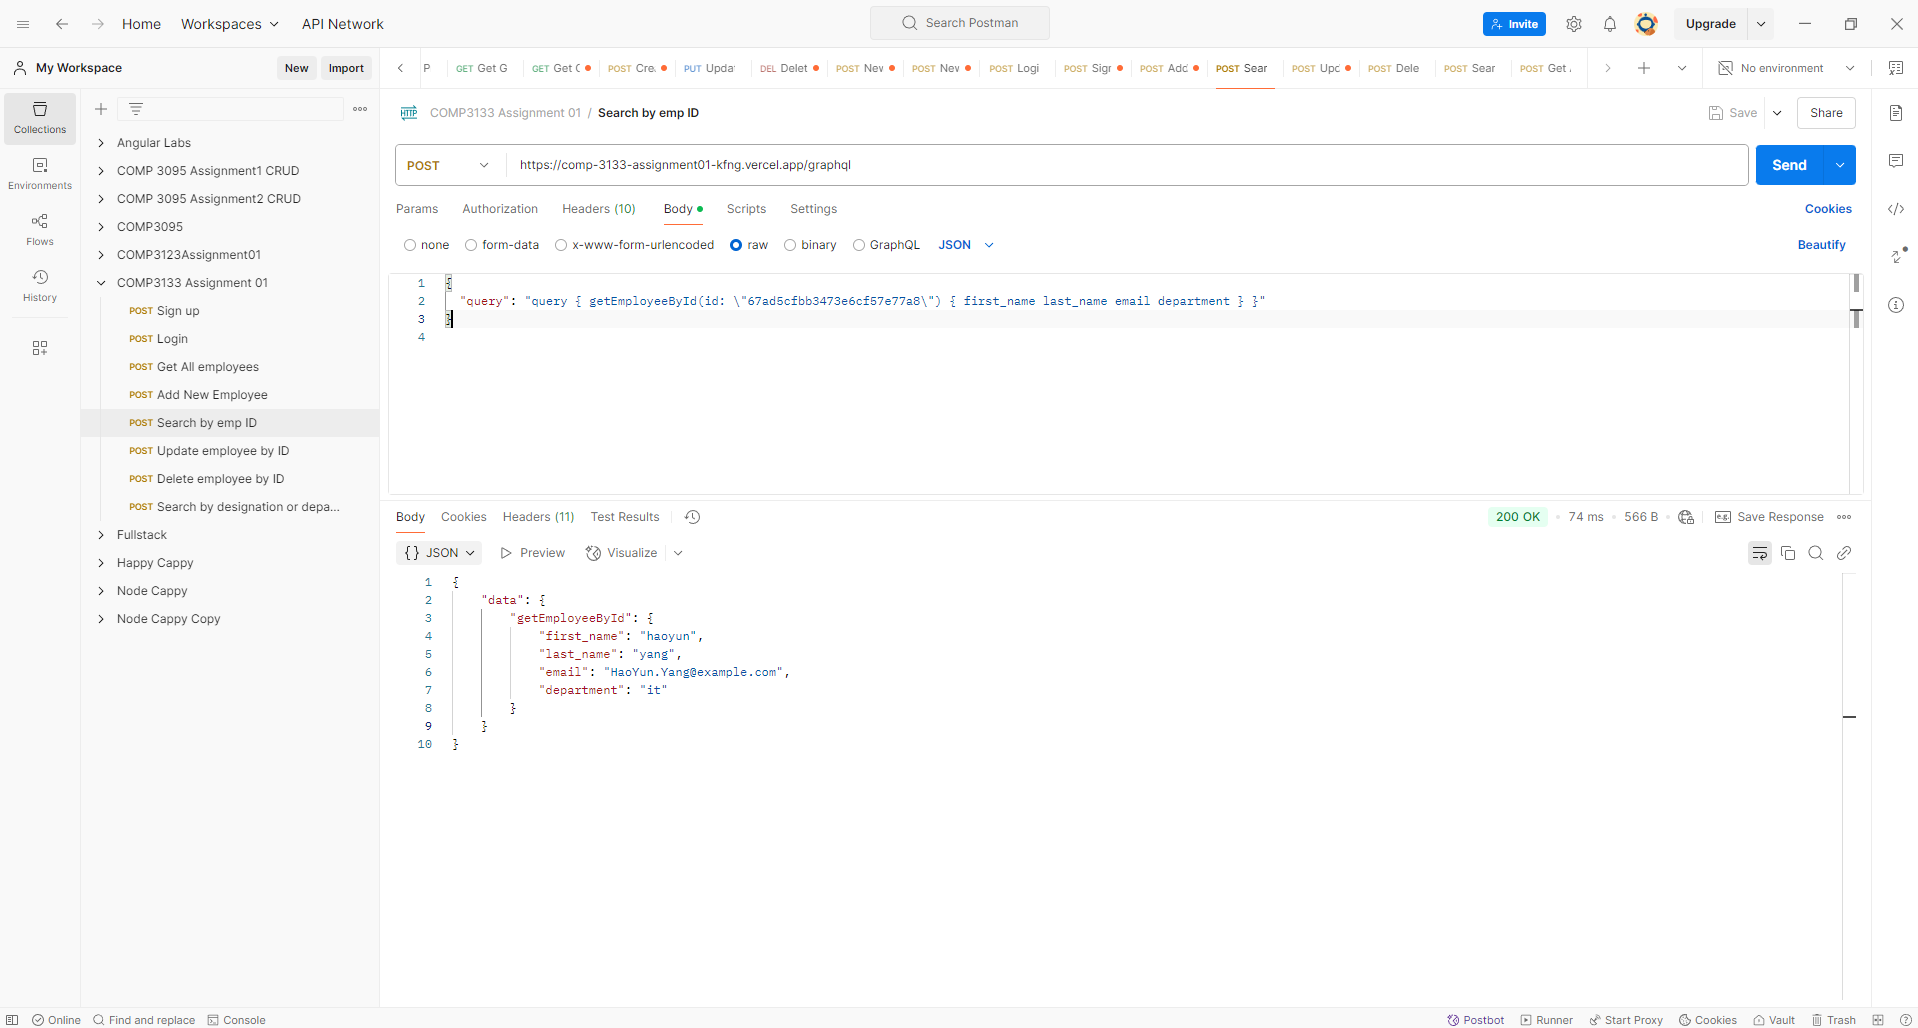 Home Workspaces API Network Search Postman Invite Upgrade
My Workspace New Import P GET Get G GET Get C POST Cre PUT Upda DEL Delet POST Nev POST Nev POST Logi POST Sigr POST Add POST Sear POST Upd POST Dele POST Sear POST Get No environment
Collections
Environments
Flows
History
Angular Labs
COMP 3095 Assignment1 CRUD
COMP 3095 Assignment2 CRUD
COMP3095
COMP3123Assignment01
COMP3133 Assignment 01
POST Sign up
POST Login
POST Get All employees
POST Add New Employee
POST Search by emp ID
POST Update employee by ID
POST Delete employee by ID
POST Search by designation or depa...
Fullstack
Happy Cappy
Node Cappy
Node Cappy Copy
HTTP COMP3133 Assignment 01 / Search by emp ID Save Share
POST https://comp-3133-assignment01-kfng.vercel.app/graphql Send
Params Authorization Headers (10) Body Scripts Settings Cookies
none form-data x-www-form-urlencoded raw binary GraphQL JSON Beautify
1 {
2 "query": "query { getEmployeeById(id: \"67ad5cfbb3473e6cf57e77a8\") { first_name last_name email department } }"
3 }
4
Body Cookies Headers (11) Test Results 200 OK 74 ms 566 B e.g. Save Response
{} JSON Preview Visualize
1 {
2 "data": {
3 "getEmployeeById": {
4 "first_name": "haoyun",
5 "last_name": "yang",
6 "email": "HaoYun.Yang@example.com",
7 "department": "it"
8 }
9 }
10 }
Online Find and replace Console Postbot Runner Start Proxy Cookies Vault Trash